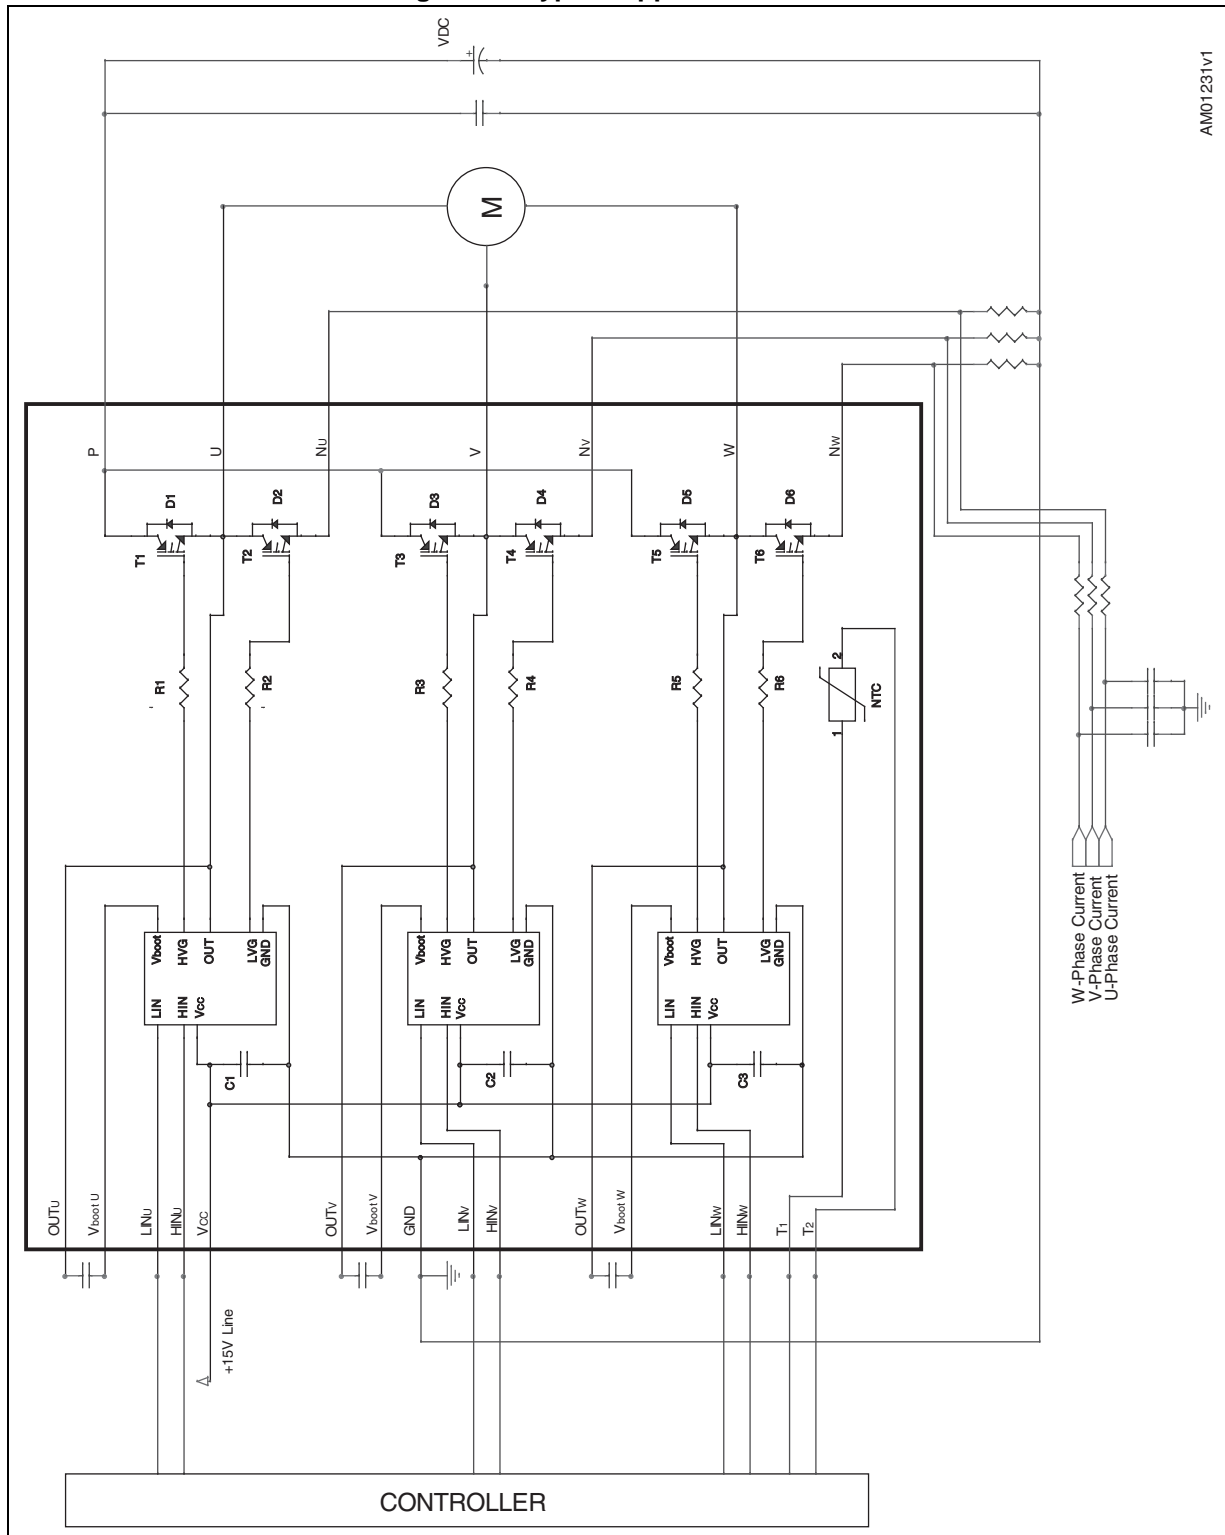 VDC
AM01231v1
M
P
U
NU
V
NV
W
NW
D1
D2
D3
D4
D5
D6
T1
T2
T3
T4
T5
T6
R1
R2
R3
R4
R5
R6
2
NTC
1
Vboot
HVG
OUT
LVG
GND
LIN
HIN
Vcc
Vboot
HVG
OUT
LVG
GND
LIN
HIN
Vcc
Vboot
HVG
OUT
LVG
GND
LIN
HIN
Vcc
C1
C2
C3
W-Phase Current
V-Phase Current
U-Phase Current
OUTU
Vboot U
LINU
HINU
VCC
OUTV
Vboot V
GND
LINV
HINV
OUTW
Vboot W
LINW
HINW
T1
T2
+15V Line
CONTROLLER